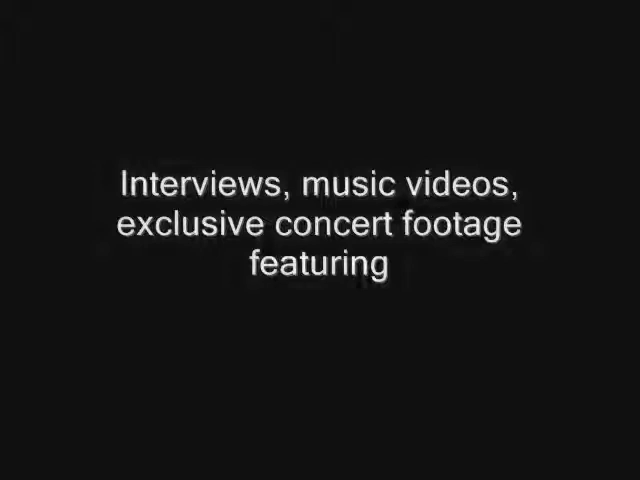 Interviews, music videos,
exclusive concert footage
featuring